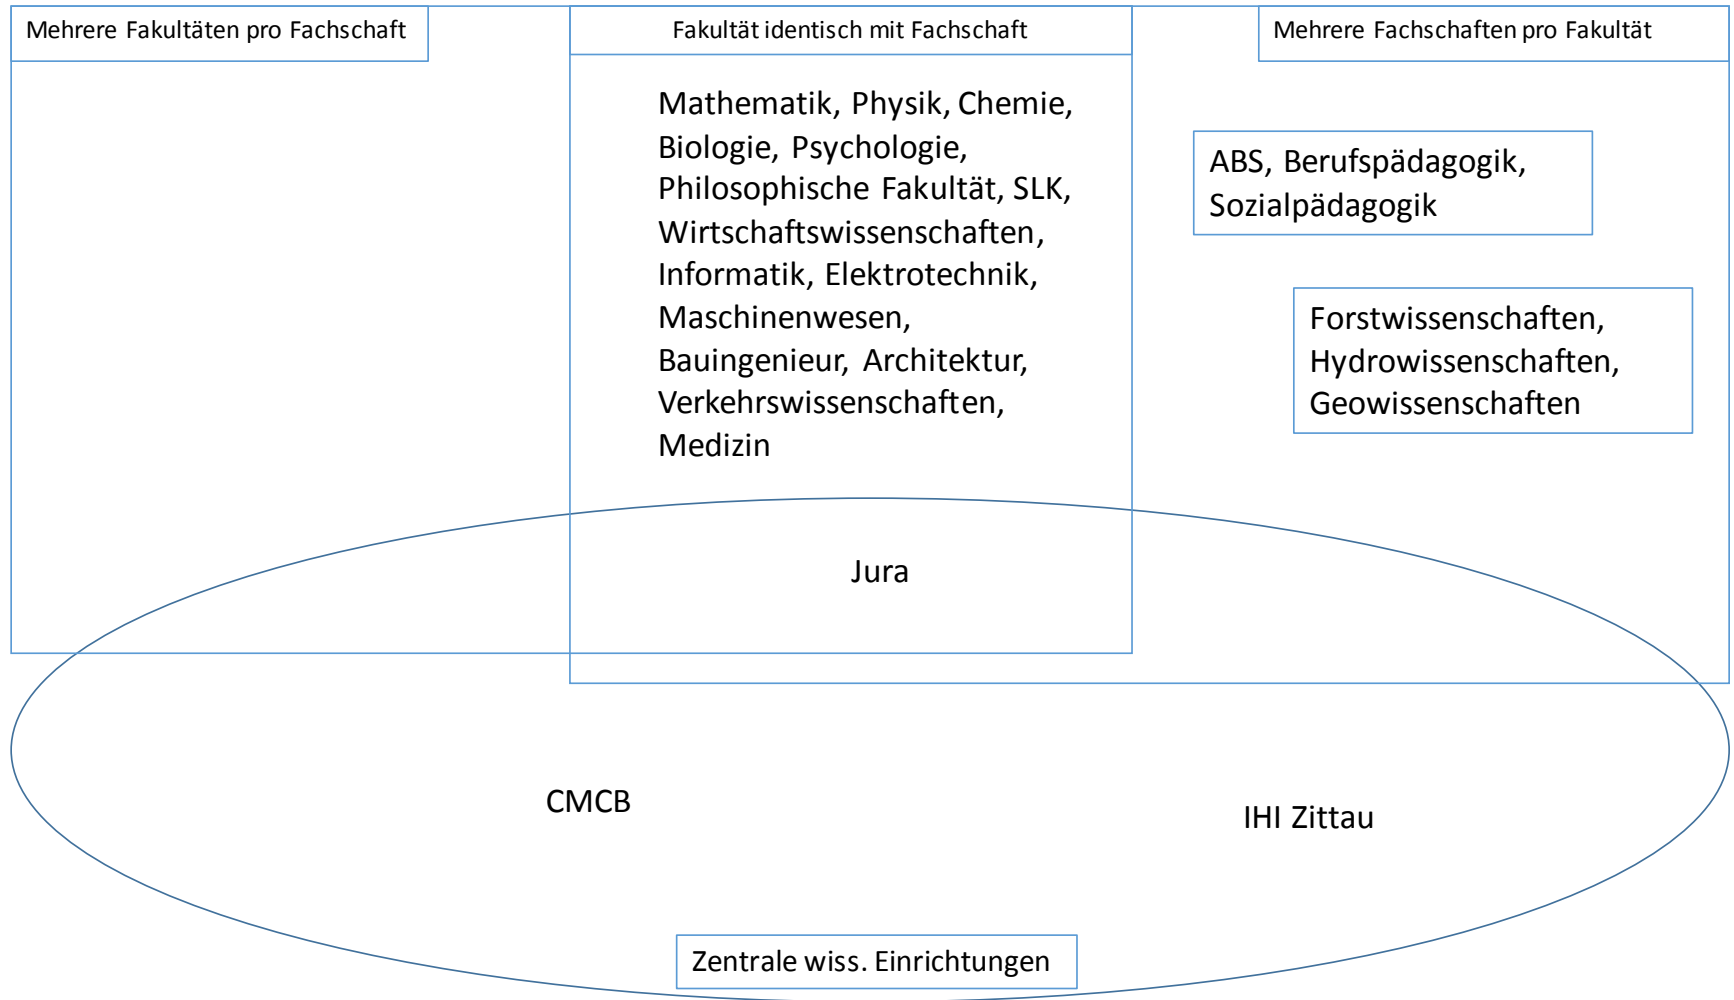 Mehrere Fakultäten pro Fachschaft
Fakultät identisch mit Fachschaft
Mehrere Fachschaften pro Fakultät
Mathematik, Physik, Chemie,
Biologie, Psychologie,
Philosophische Fakultät, SLK,
Wirtschaftswissenschaften,
Informatik, Elektrotechnik,
Maschinenwesen,
Bauingenieur, Architektur,
Verkehrswissenschaften,
Medizin
ABS, Berufspädagogik,
Sozialpädagogik
Forstwissenschaften,
Hydrowissenschaften,
Geowissenschaften
Jura
CMCB
IHI Zittau
Zentrale wiss. Einrichtungen